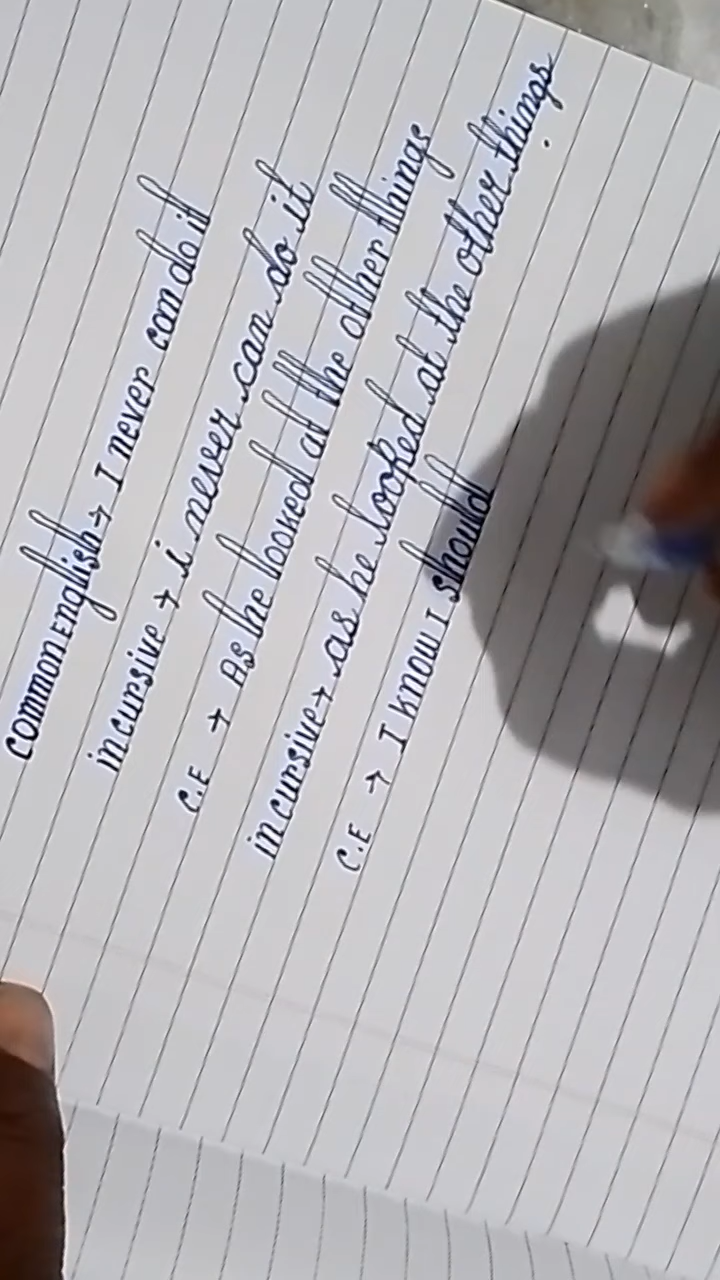 common English → I never can do it
in cursive → i never can do it
C.E → As he looked at the other things
in cursive → as he looked at the other things.
C.E → I know I should